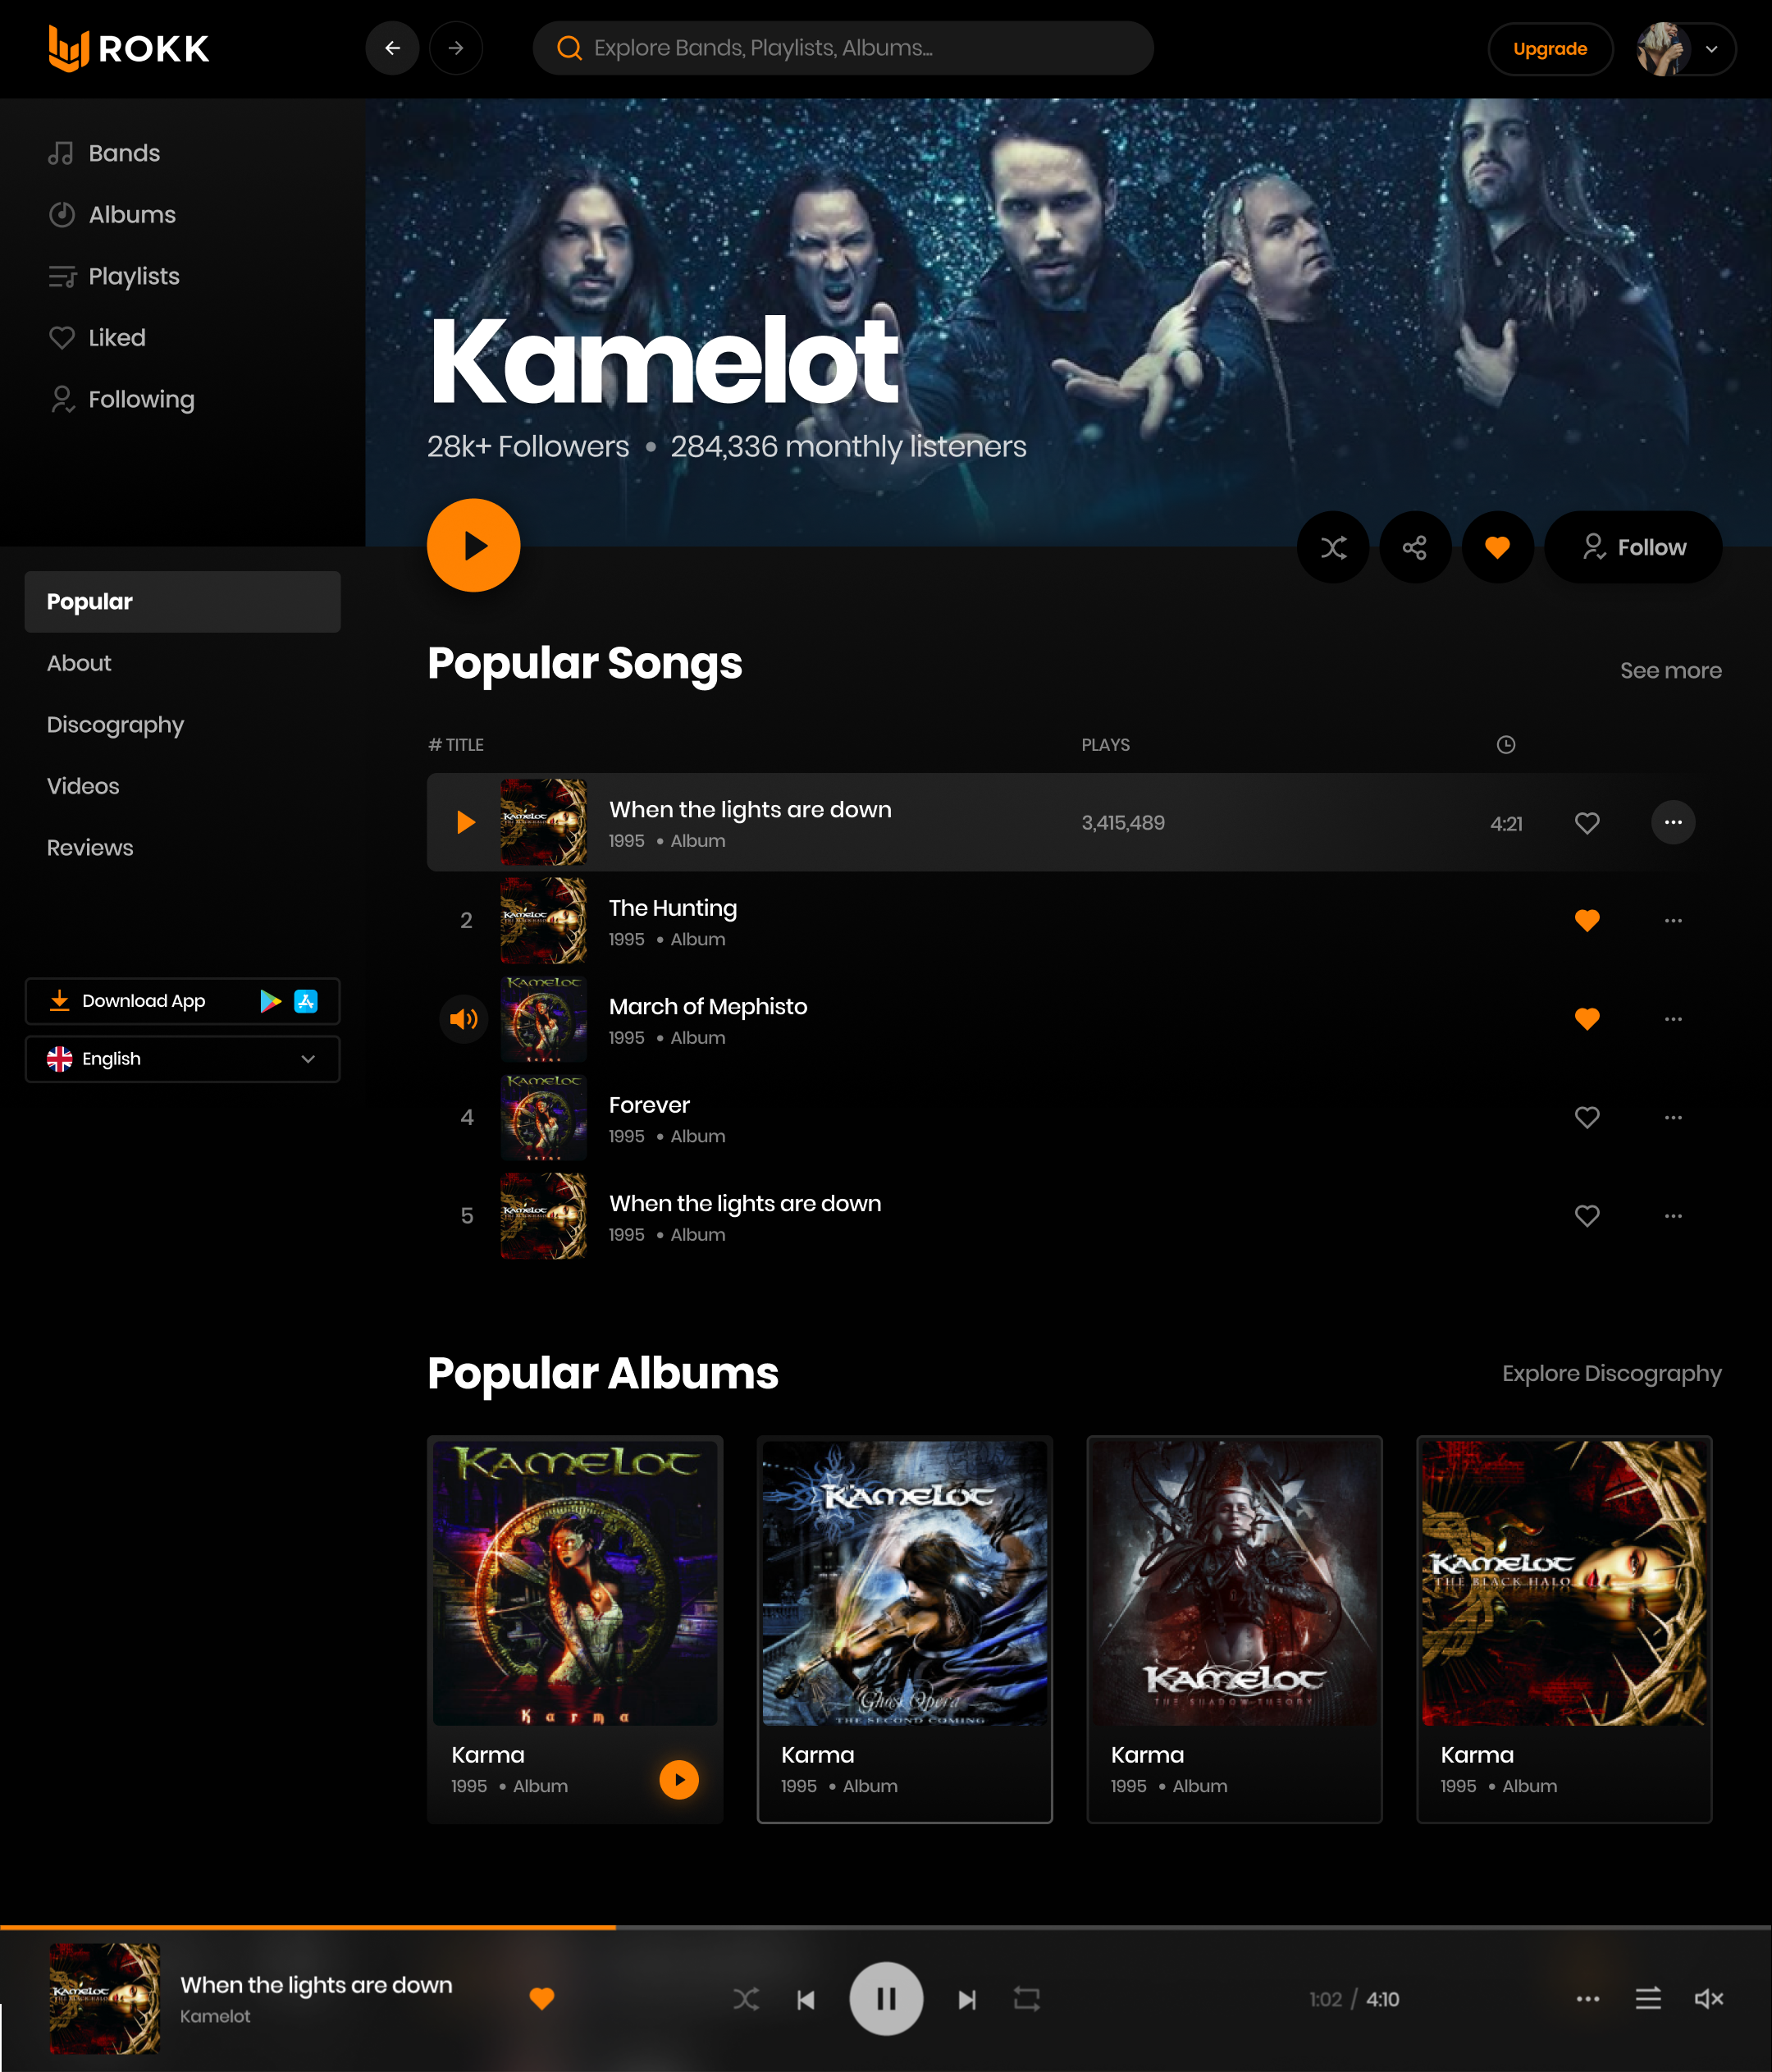 ROKK
Explore Bands, Playlists, Albums...
Upgrade
Bands
Albums
Playlists
Liked
Following
Kamelot
28k+ Followers • 284,336 monthly listeners
Follow
Popular
About
Discography
Videos
Reviews
Download App
English
Popular Songs
See more
# TITLE
PLAYS
When the lights are down
1995 • Album
3,415,489
4:21
2
The Hunting
1995 • Album
KAMELOT
March of Mephisto
1995 • Album
4
KAMELOT
Forever
1995 • Album
5
When the lights are down
1995 • Album
Popular Albums
Explore Discography
KAMELOT
Karma
Karma
1995 • Album
KAMELOT
Ghost Opera
THE SECOND COMING
Karma
1995 • Album
KAMELOT
THE SHADOW THEORY
Karma
1995 • Album
KAMELOT
THE BLACK HALO
Karma
1995 • Album
When the lights are down
Kamelot
1:02 / 4:10